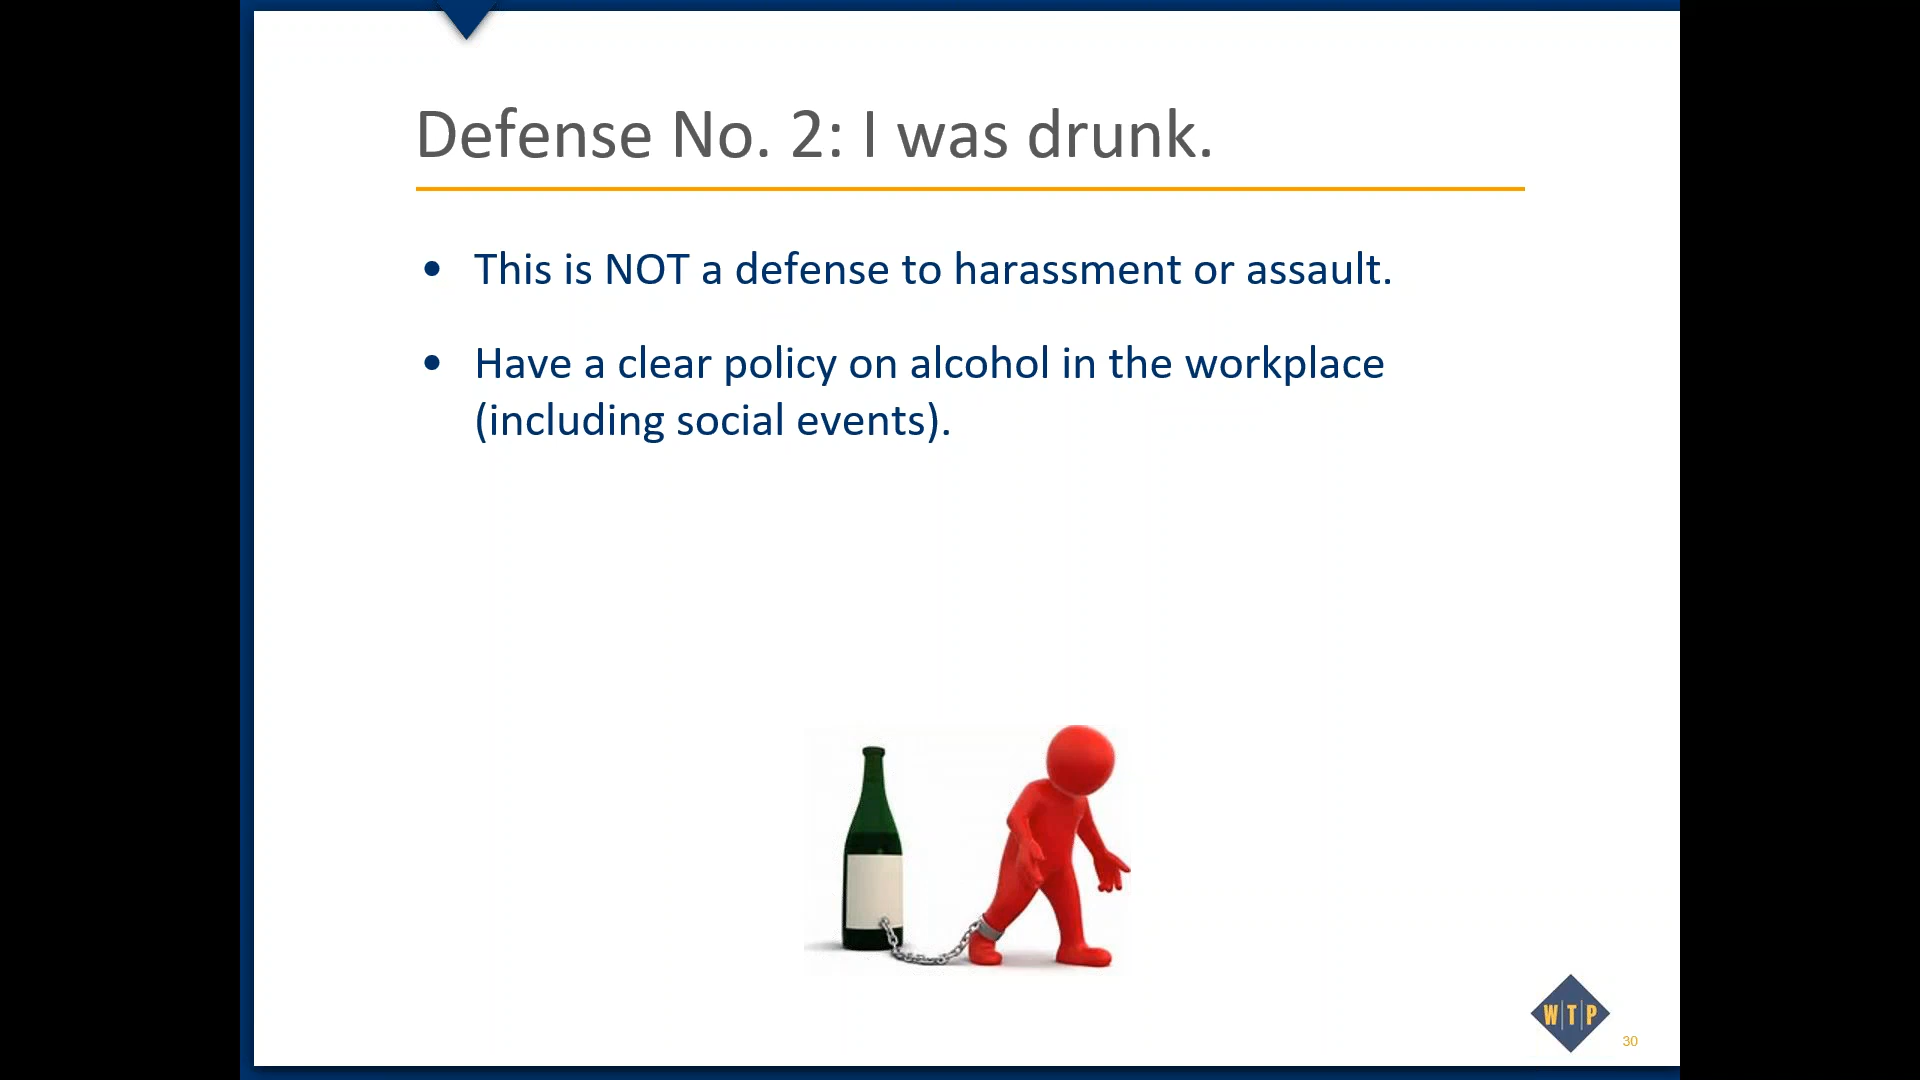 Defense No. 2: I was drunk.
• This is NOT a defense to harassment or assault.
• Have a clear policy on alcohol in the workplace
(including social events).
W|T|P
30